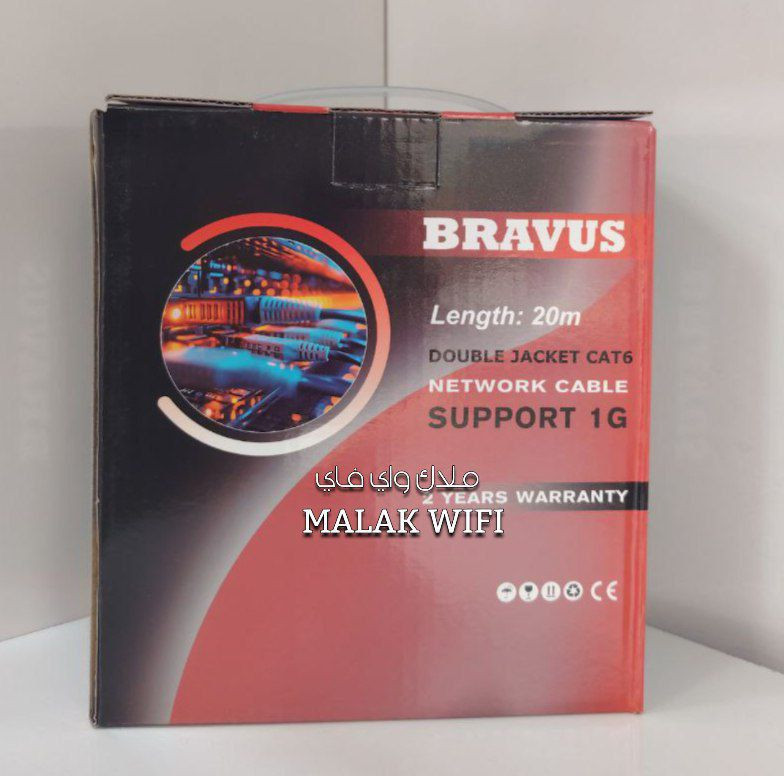 BRAVUS
Length: 20m
DOUBLE JACKET CAT6
NETWORK CABLE
SUPPORT 1G
ملاك واي فاي
2 YEARS WARRANTY
MALAK WIFI
CE